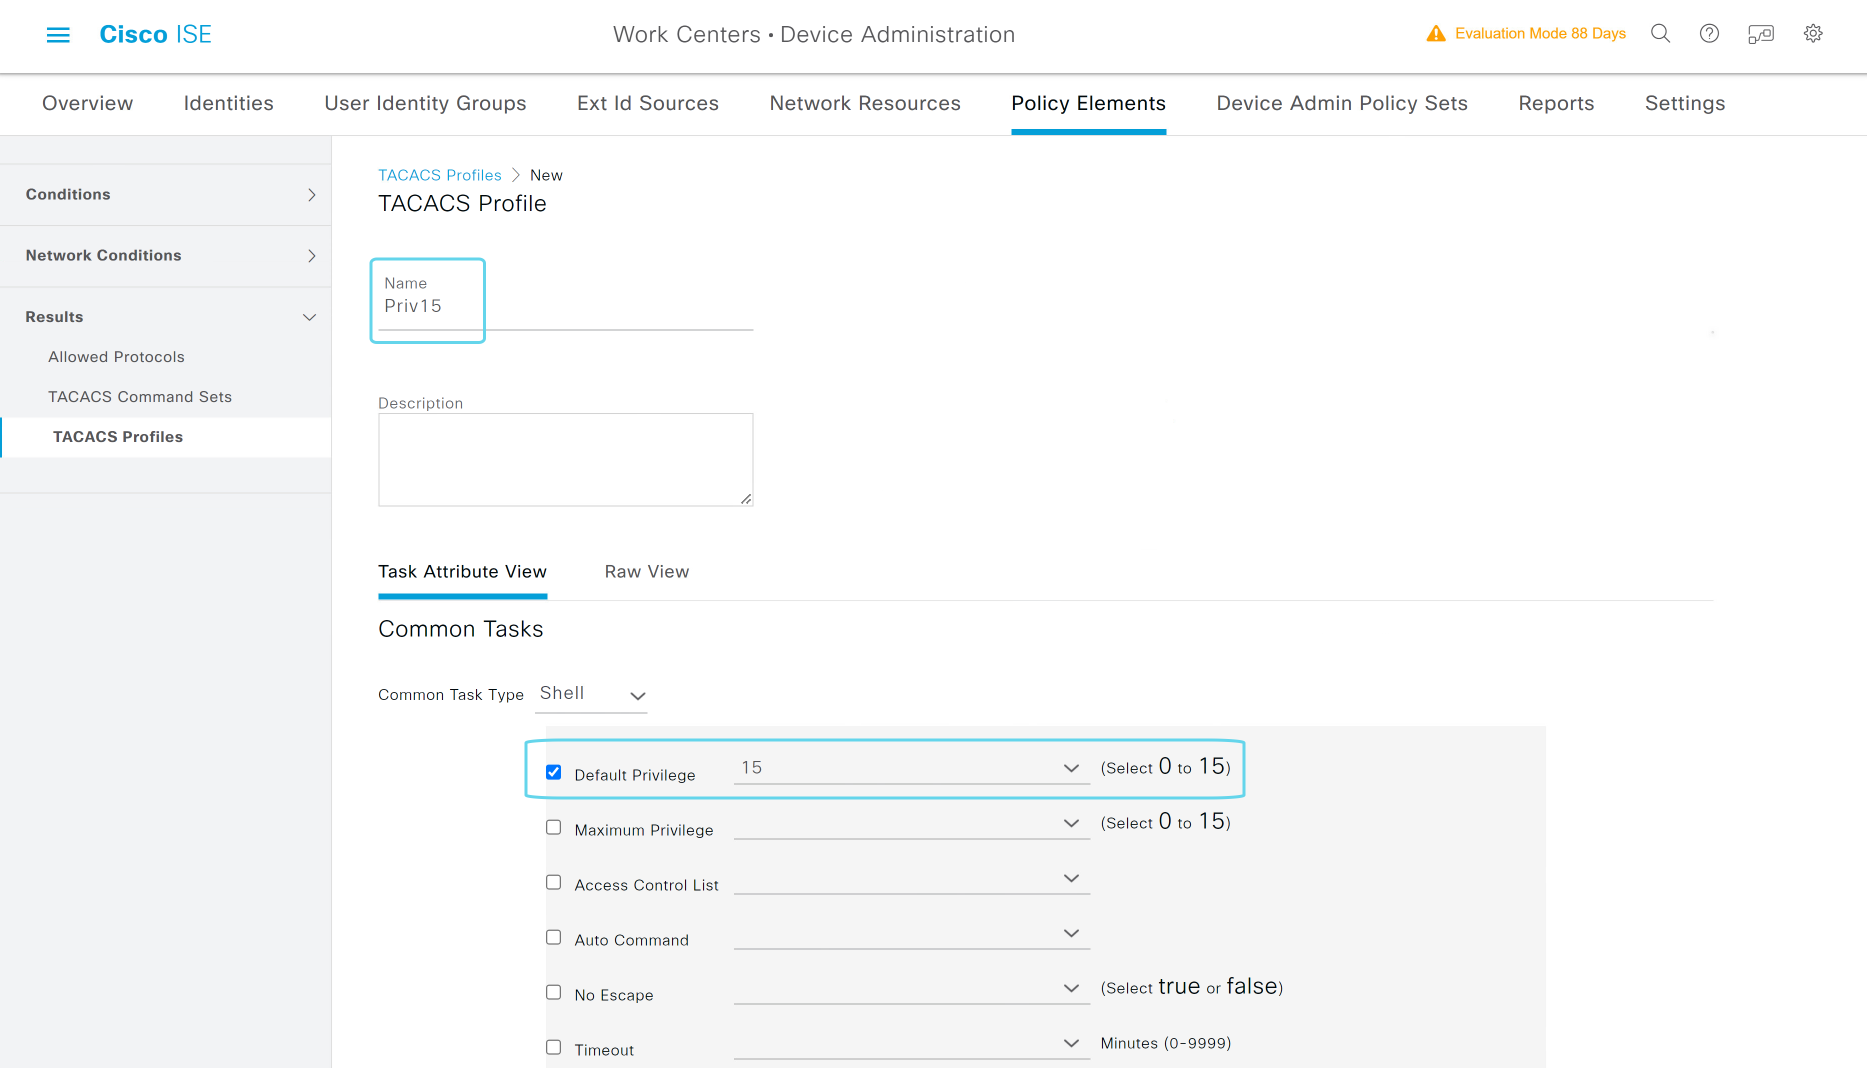 Cisco ISE
Work Centers • Device Administration
Evaluation Mode 88 Days
Overview
Identities
User Identity Groups
Ext Id Sources
Network Resources
Policy Elements
Device Admin Policy Sets
Reports
Settings
Conditions
Network Conditions
Results
Allowed Protocols
TACACS Command Sets
TACACS Profiles
TACACS Profiles > New
TACACS Profile
Name
Priv15
Description
Task Attribute View
Raw View
Common Tasks
Common Task Type Shell
Default Privilege 15 (Select 0 to 15)
Maximum Privilege (Select 0 to 15)
Access Control List
Auto Command
No Escape (Select true or false)
Timeout Minutes (0-9999)